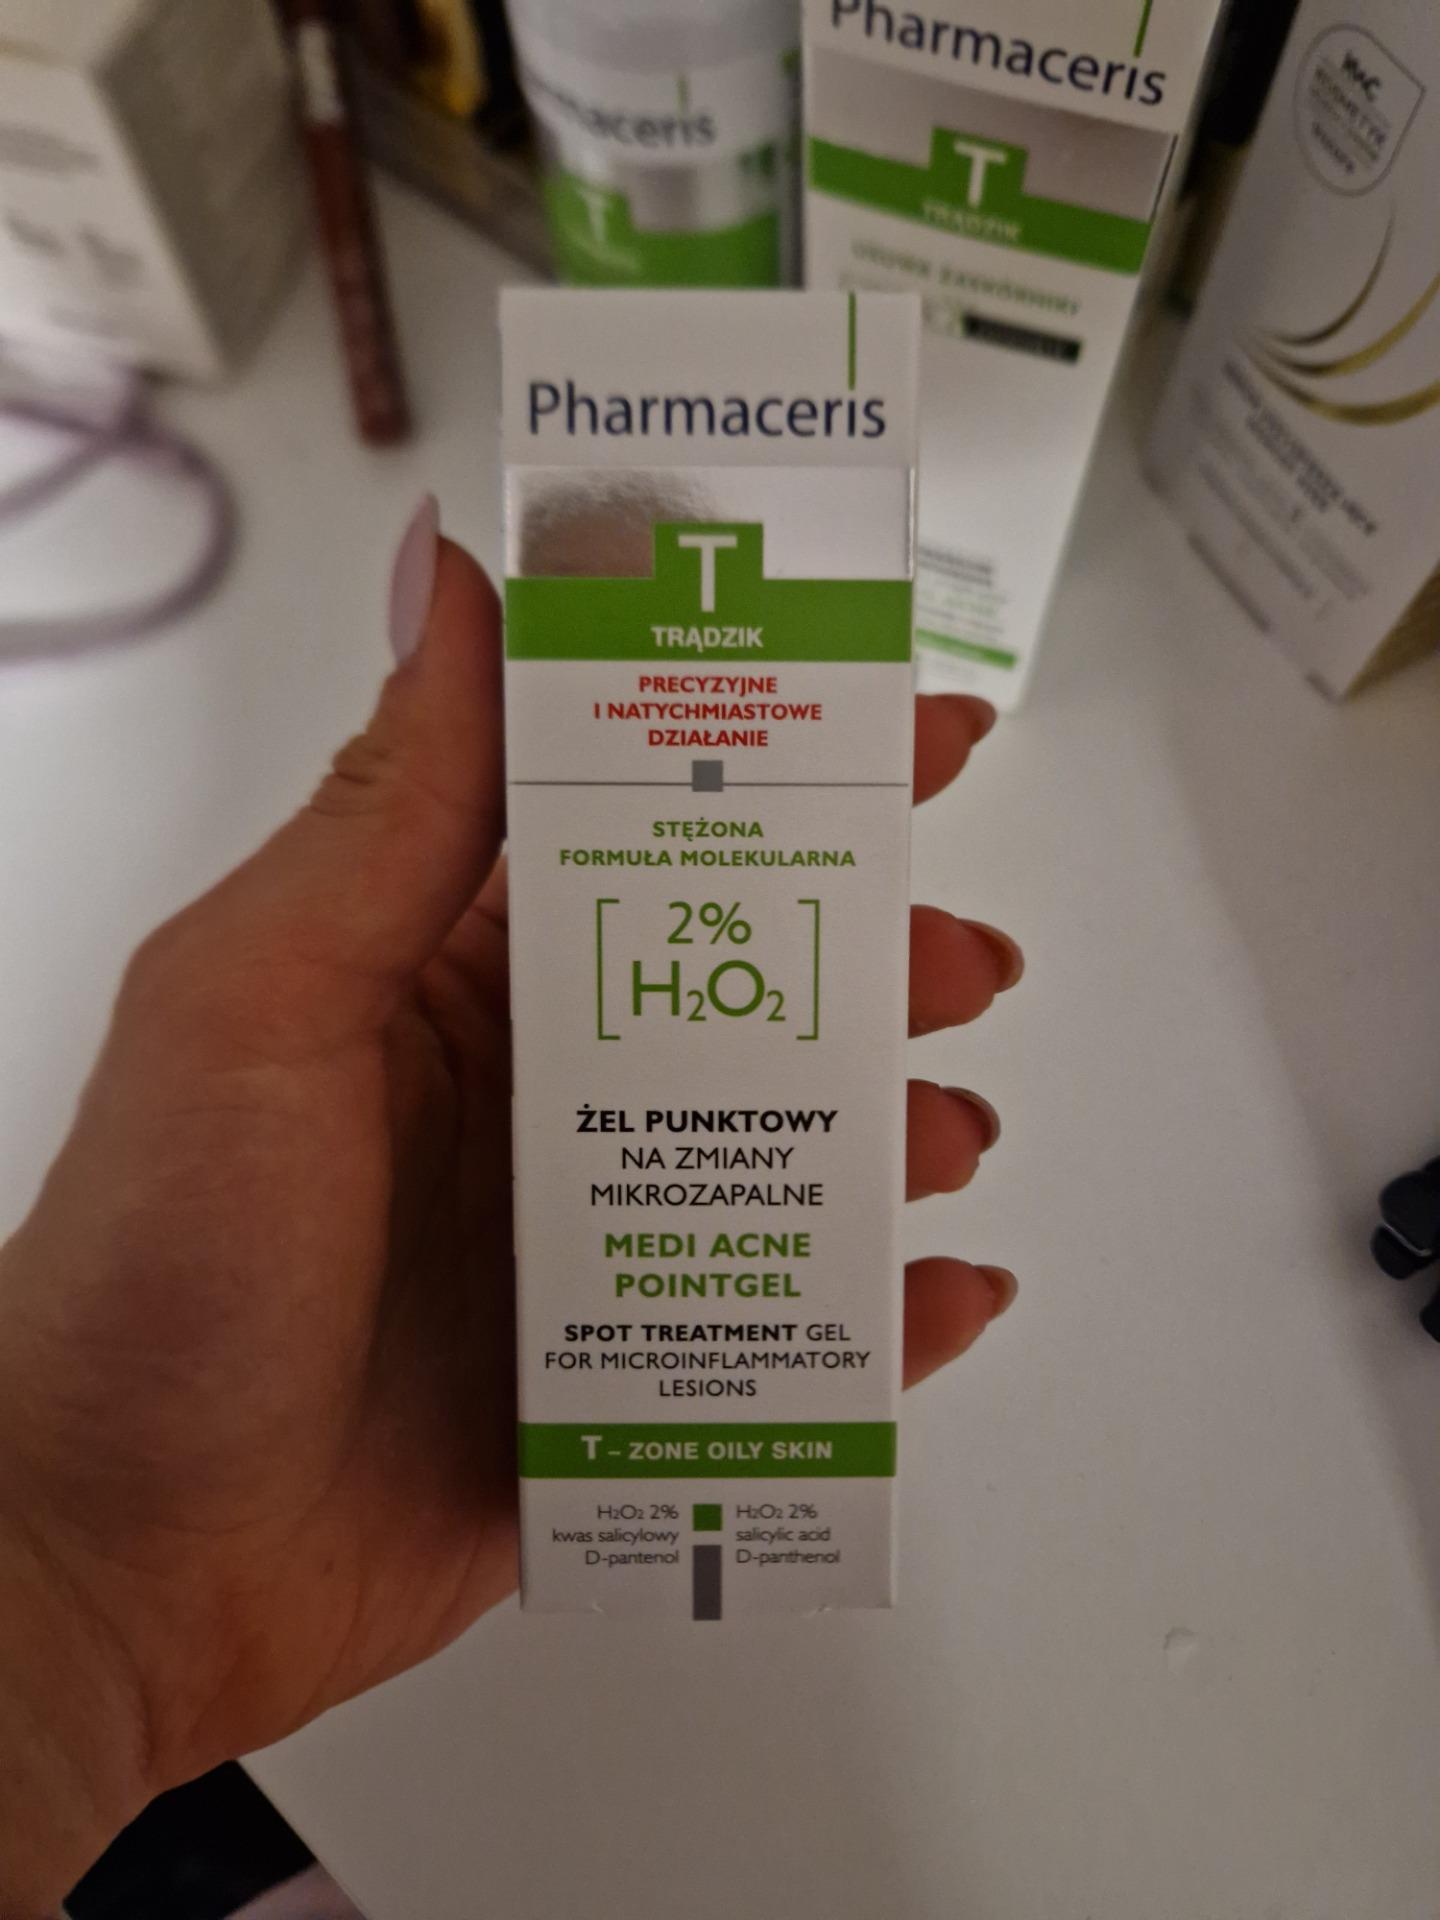 Pharmaceris
T
TRĄDZIK
Pharmaceris
T
TRĄDZIK
PRECYZYJNE
I NATYCHMIASTOWE
DZIAŁANIE
STĘŻONA
FORMUŁA MOLEKULARNA
2%
H₂O₂
ŻEL PUNKTOWY
NA ZMIANY
MIKROZAPALNE
MEDI ACNE
POINTGEL
SPOT TREATMENT GEL
FOR MICROINFLAMMATORY
LESIONS
T – ZONE OILY SKIN
H₂O₂ 2%
kwas salicylowy
D-pantenol
H₂O₂ 2%
salicylic acid
D-panthenol